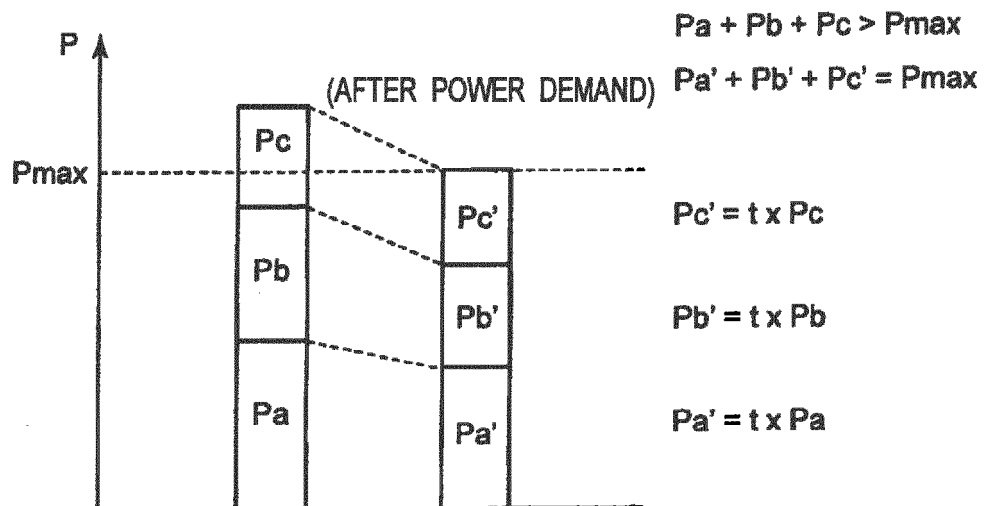 Pa + Pb + Pc > Pmax
P
(AFTER POWER DEMAND)
Pa' + Pb' + Pc' = Pmax
Pc
Pmax
Pc'
Pc' = t x Pc
Pb
Pb'
Pb' = t x Pb
Pa
Pa'
Pa' = t x Pa